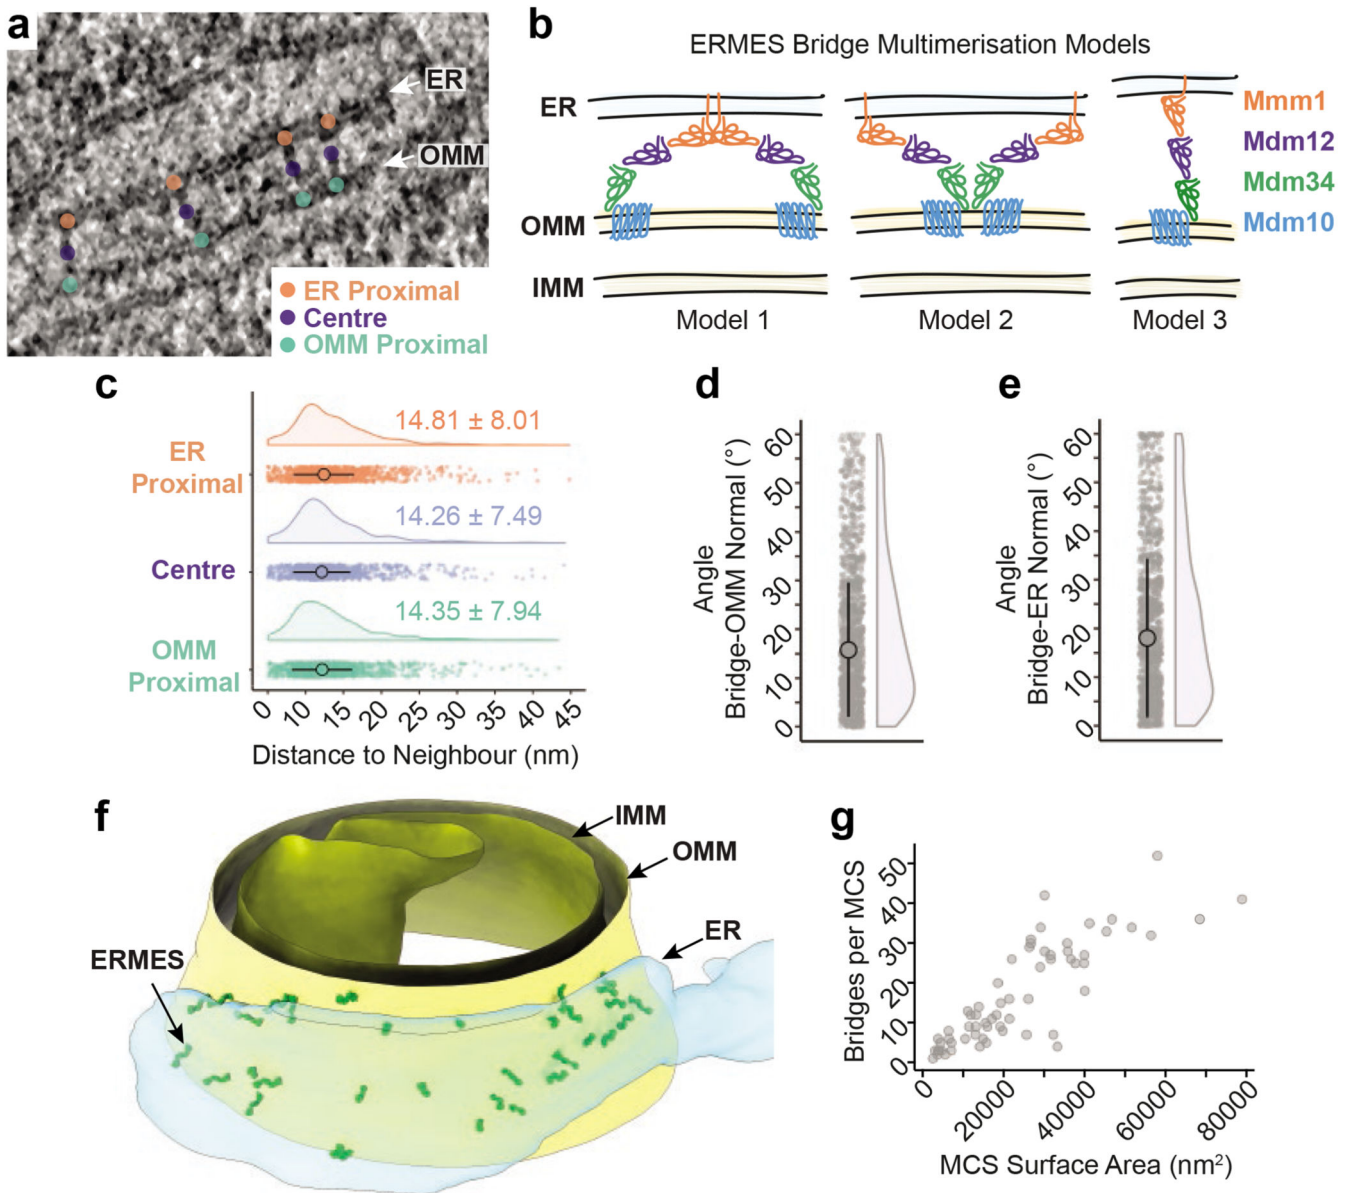 a
ER
OMM
ER Proximal
Centre
OMM Proximal
b
ERMES Bridge Multimerisation Models
ER
OMM
IMM
Mmm1
Mdm12
Mdm34
Mdm10
Model 1
Model 2
Model 3
c
ER
Proximal
14.81 ± 8.01
Centre
14.26 ± 7.49
OMM
Proximal
14.35 ± 7.94
0 10 15 20 25 30 35 40 45
Distance to Neighbour (nm)
d
Angle
Bridge-OMM Normal (°)
60
50
40
30
20
10
0
e
Angle
Bridge-ER Normal (°)
60
50
40
30
20
10
0
f
IMM
OMM
ER
ERMES
g
Bridges per MCS
50
40
30
20
10
0
0 20000 40000 60000 80000
MCS Surface Area (nm²)